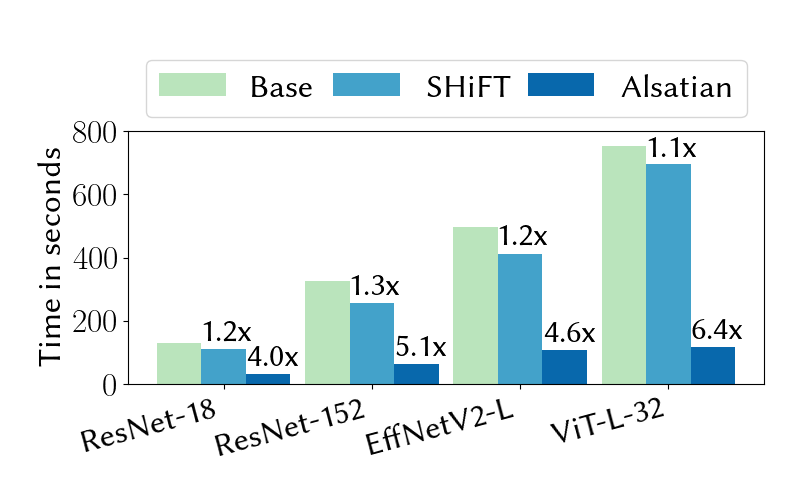 Base SHiFT Alsatian
Time in seconds
800
600
400
200
0
1.2x
4.0x
1.3x
5.1x
1.2x
4.6x
1.1x
6.4x
ResNet-18
ResNet-152
EffNetV2-L
ViT-L-32